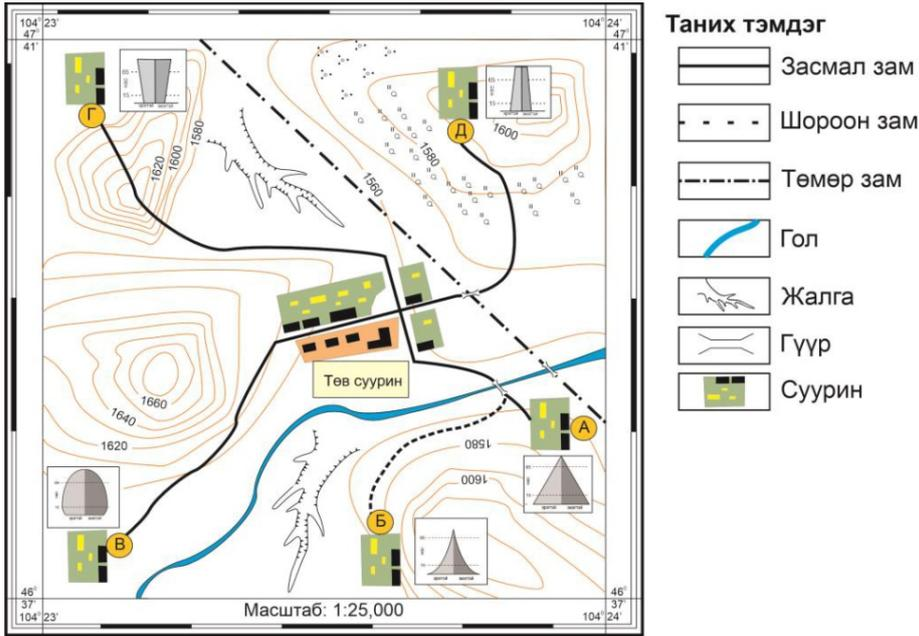 104° 23'
104° 24'
47°
41'
47°
41'
Таних тэмдэг
Засмал зам
Шороон зам
Төмөр зам
Гол
Жалга
Гүүр
Суурин
Г
Д
1580
1600
1620
1600
1580
1560
Төв суурин
1660
1640
1620
1580
1600
А
Б
В
Масштаб: 1:25,000
46°
37'
46°
37'
104° 23'
104° 24'